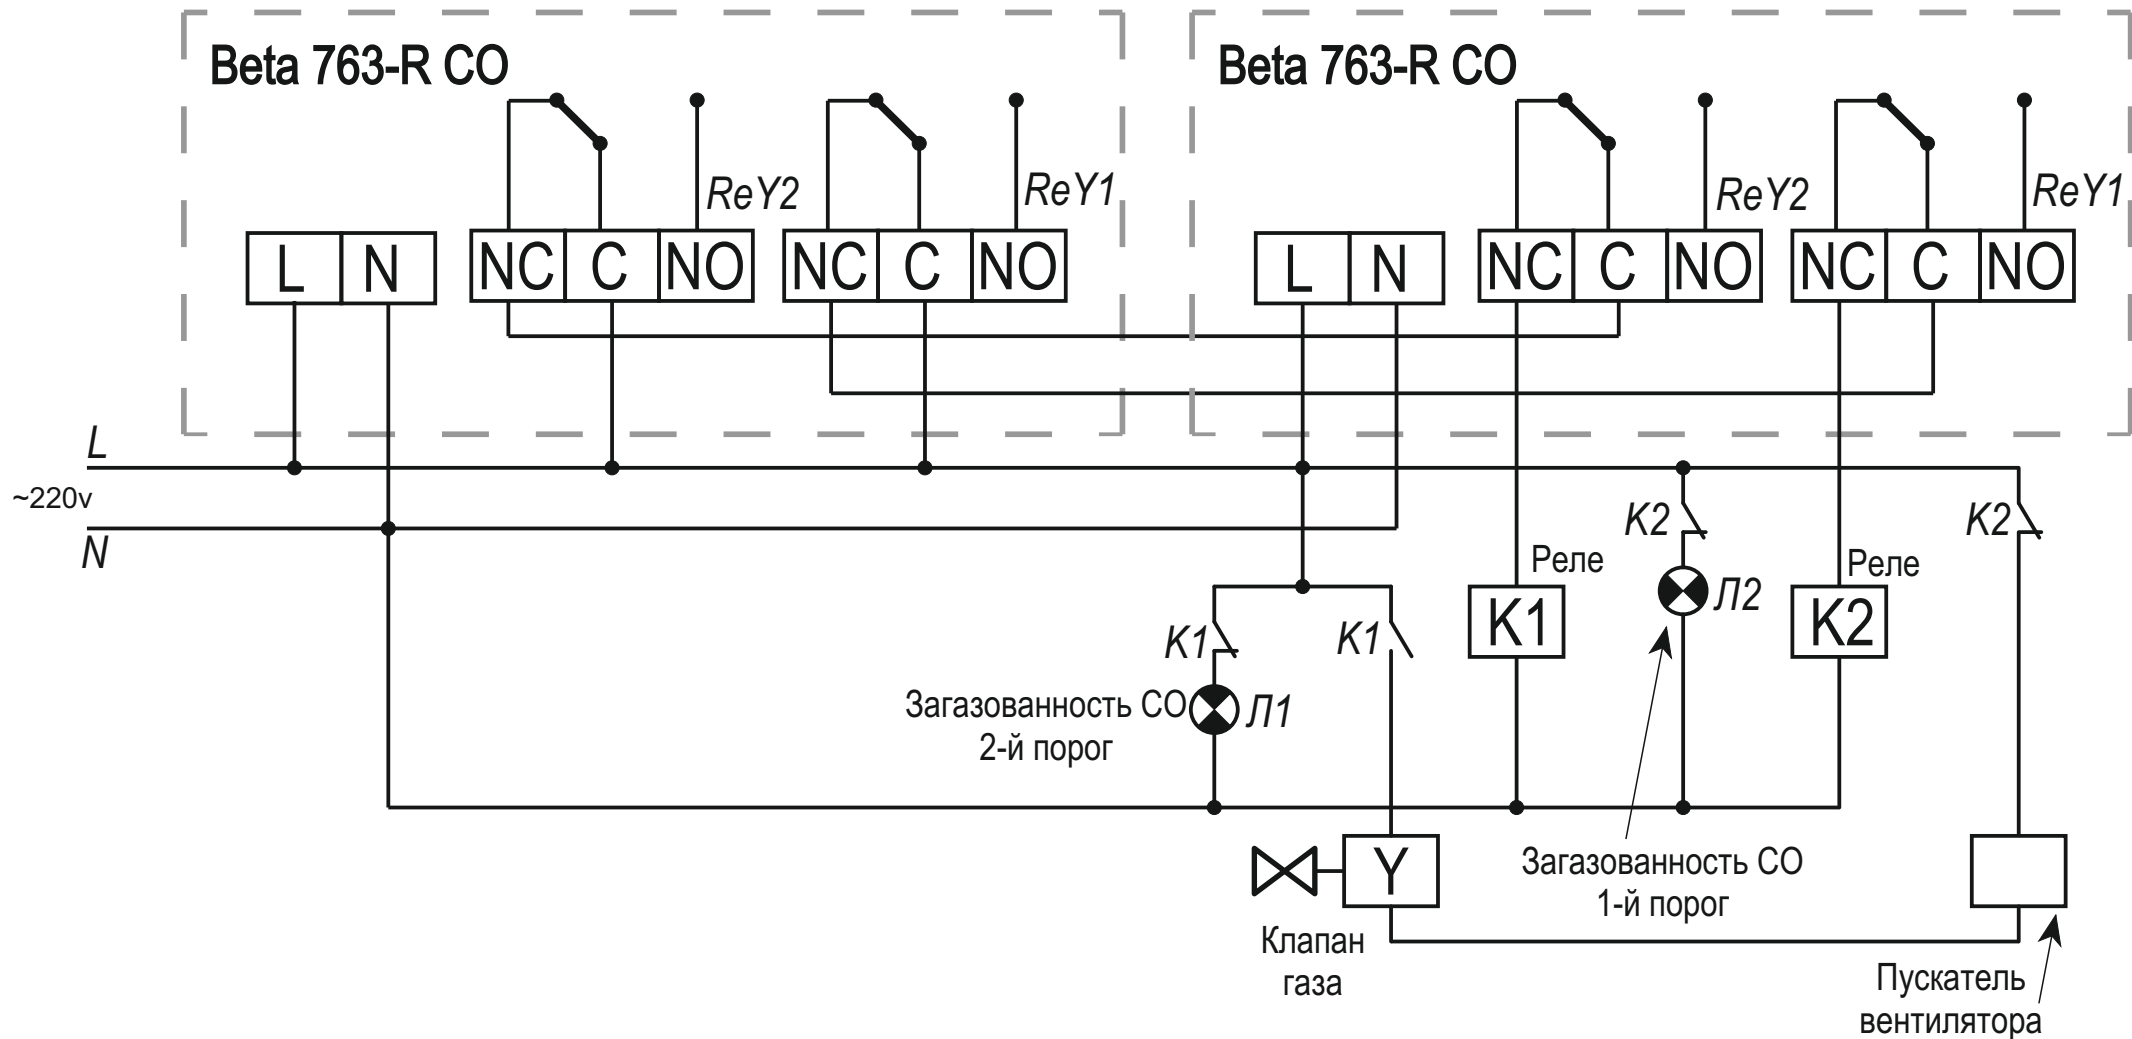 Beta 763-R CO
Beta 763-R CO
ReY2
ReY1
ReY2
ReY1
L N
NC C NO
NC C NO
L N
NC C NO
NC C NO
L
~220v
N
K2
K2
Реле
Реле
K1
K1
K1
Л2
K2
Загазованность CO
2-й порог
Л1
Y
Загазованность CO
1-й порог
Клапан
газа
Пускатель
вентилятора